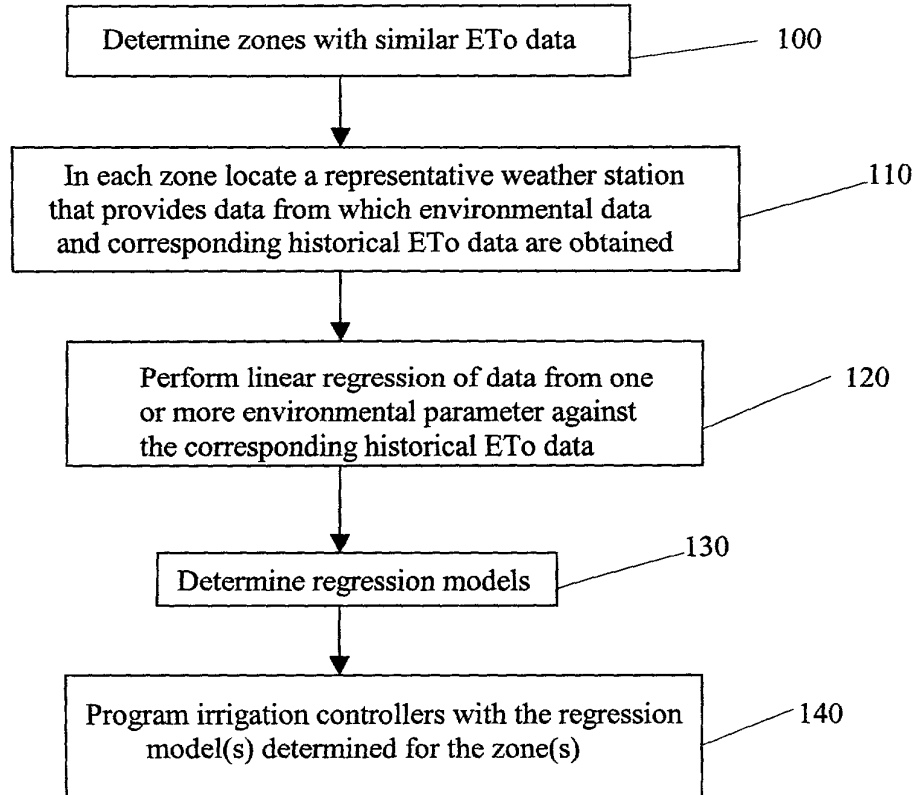 Determine zones with similar ETo data
100
In each zone locate a representative weather station
that provides data from which environmental data
and corresponding historical ETo data are obtained
110
Perform linear regression of data from one
or more environmental parameter against
the corresponding historical ETo data
120
Determine regression models
130
Program irrigation controllers with the regression
model(s) determined for the zone(s)
140